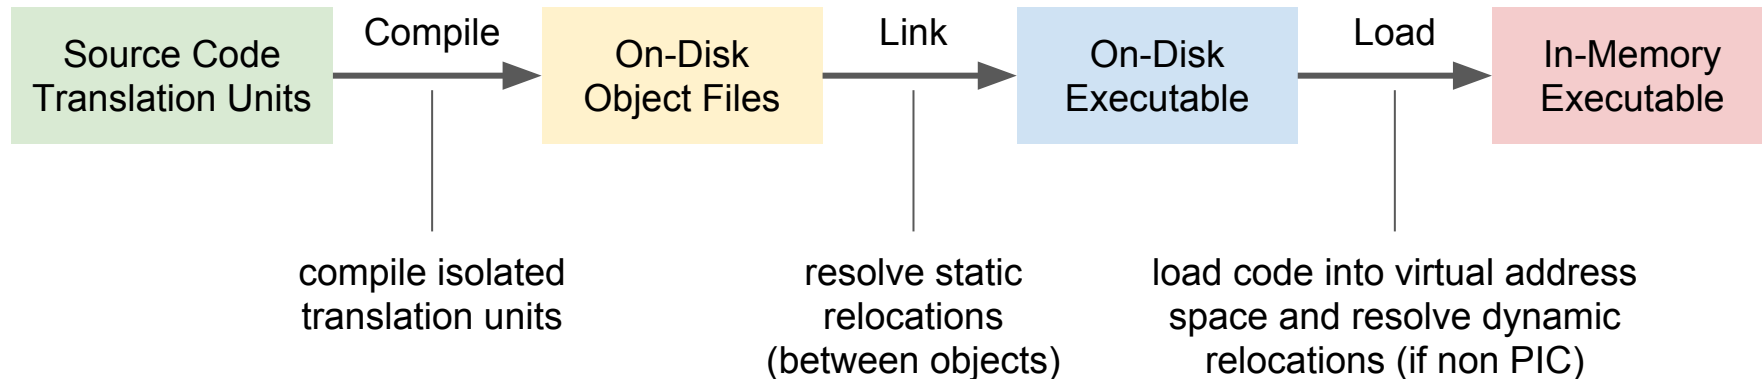 Source Code
Translation Units
Compile
On-Disk
Object Files
Link
On-Disk
Executable
Load
In-Memory
Executable
compile isolated
translation units
resolve static
relocations
(between objects)
load code into virtual address
space and resolve dynamic
relocations (if non PIC)